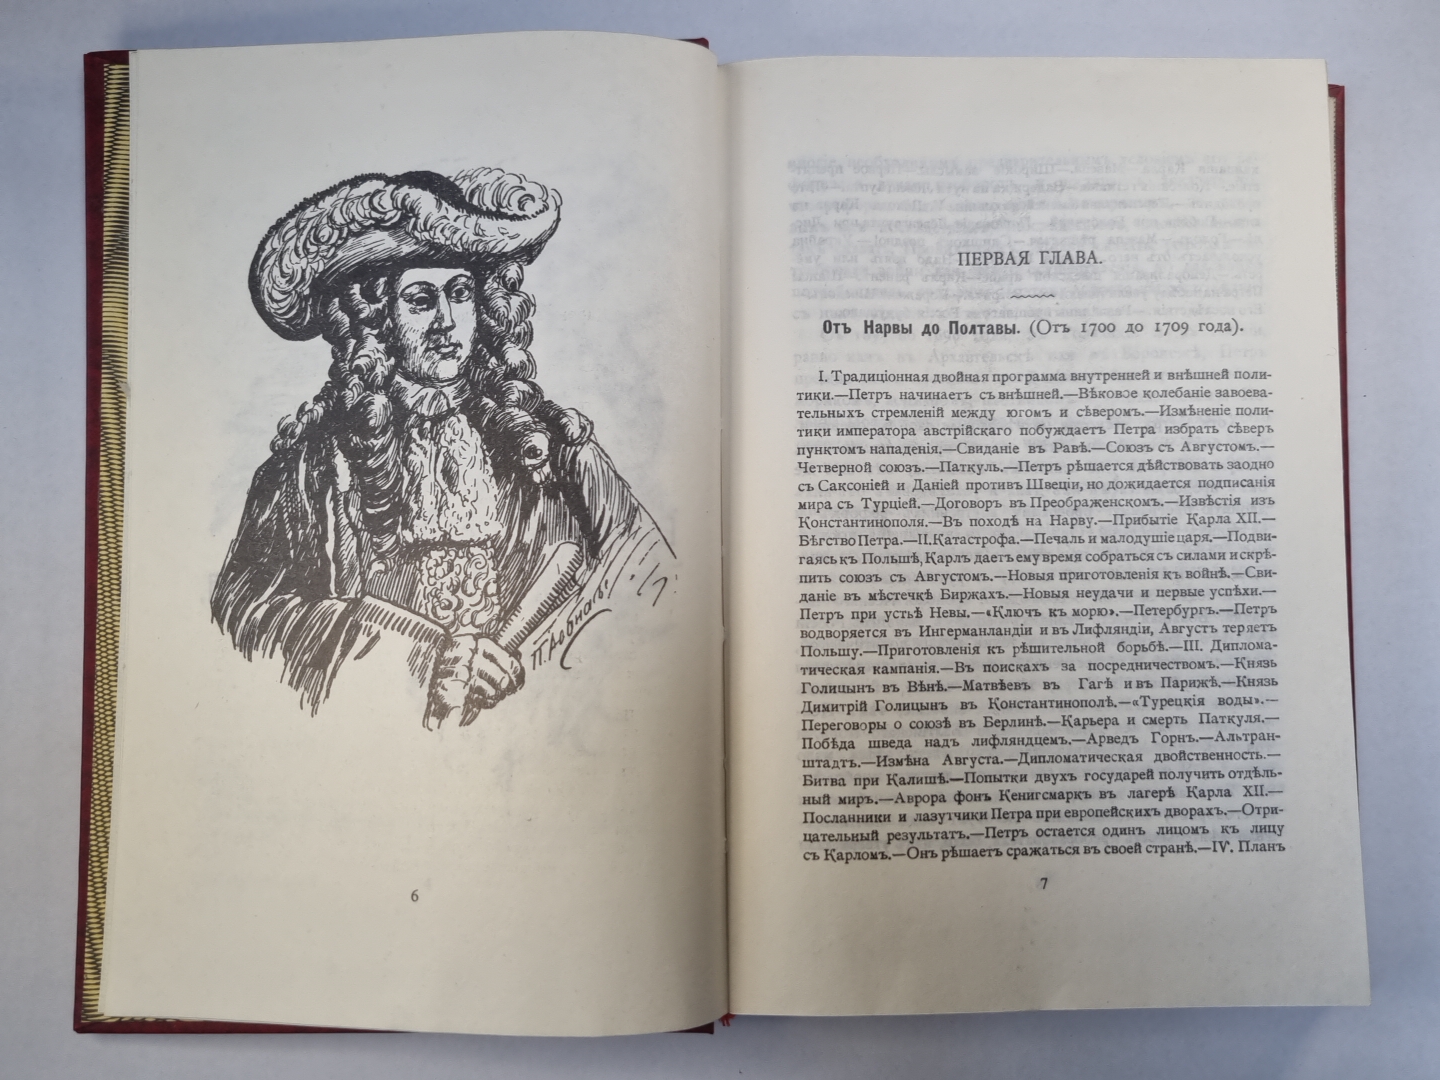 6
ПЕРВАЯ ГЛАВА.
Отъ Нарвы до Полтавы. (Отъ 1700 до 1709 года).
I. Традиціонная двойная программа внутренней и внѣшней поли-
тики.—Петръ начинаетъ съ внѣшней.—Вѣковое колебаніе завоева-
тельныхъ стремленій между югомъ и сѣверомъ.—Измѣненіе поли-
тики императора австрійскаго побуждаетъ Петра избрать сѣверъ
пунктомъ нападенія.—Свиданіе въ Равѣ.—Союзъ съ Августомъ.—
Четверной союзъ.—Паткуль.—Петръ рѣшается дѣйствовать заодно
съ Саксоніей и Даніей противъ Швеціи, но дожидается подписанія
мира съ Турціей.—Договоръ въ Преображенскомъ.—Извѣстія изъ
Константинополя.—Въ походѣ на Нарву.—Прибытіе Карла XII.—
Бѣгство Петра.—II. Катастрофа.—Печаль и малодушіе царя.—Подви-
гаясь къ Польшѣ, Карлъ даетъ ему время собраться съ силами и скрѣ-
пить союзъ съ Августомъ.—Новыя приготовленія къ войнѣ.—Сви-
даніе въ мѣстечкѣ Биржахъ.—Новыя неудачи и первые успѣхи.—
Петръ при устьѣ Невы.—«Ключъ къ морю».—Петербургъ.—Петръ
водворяется въ Ингерманландіи и въ Лифляндіи, Августъ теряетъ
Польшу.—Приготовленія къ рѣшительной борьбѣ.—III. Диплома-
тическая кампанія.—Въ поискахъ за посредничествомъ.—Князь
Голицынъ въ Вѣнѣ.—Матвѣевъ въ Гагѣ и въ Парижѣ.—Князь
Димитрій Голицынъ въ Константинополѣ.—«Турецкія воды».—
Переговоры о союзѣ въ Берлинѣ.—Карьера и смерть Паткуля.—
Побѣда шведа надъ лифляндцемъ.—Арведъ Горнъ.—Альтран-
штадтъ.—Измѣна Августа.—Дипломатическая двойственность.—
Битва при Калишѣ.—Попытки двухъ государей получить отдѣль-
ный миръ.—Аврора фонъ Кенигсмаркъ въ лагерѣ Карла XII.—
Посланники и лазутчики Петра при европейскихъ дворахъ.—Отри-
цательный результатъ.—Петръ остается одинъ лицомъ къ лицу
съ Карломъ.—Онъ рѣшаетъ сражаться въ своей странѣ.—IV. Планъ
7